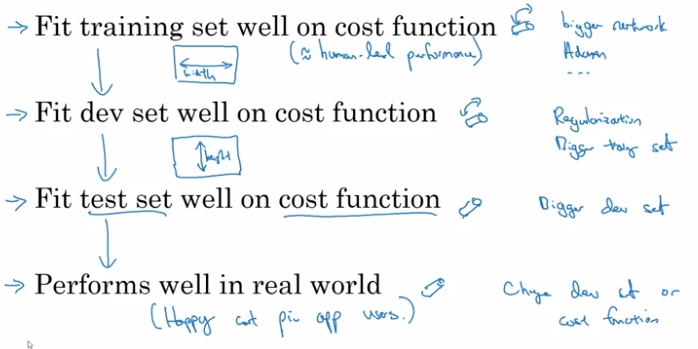 → Fit training set well on cost function
bigger network
(≈ human-level performance)
Adam
...
width
→ Fit dev set well on cost function
Regularization
Bigger training set
height
→ Fit test set well on cost function
Bigger dev set
→ Performs well in real world
Change dev set or
cost function
(Happy cat pic app users.)